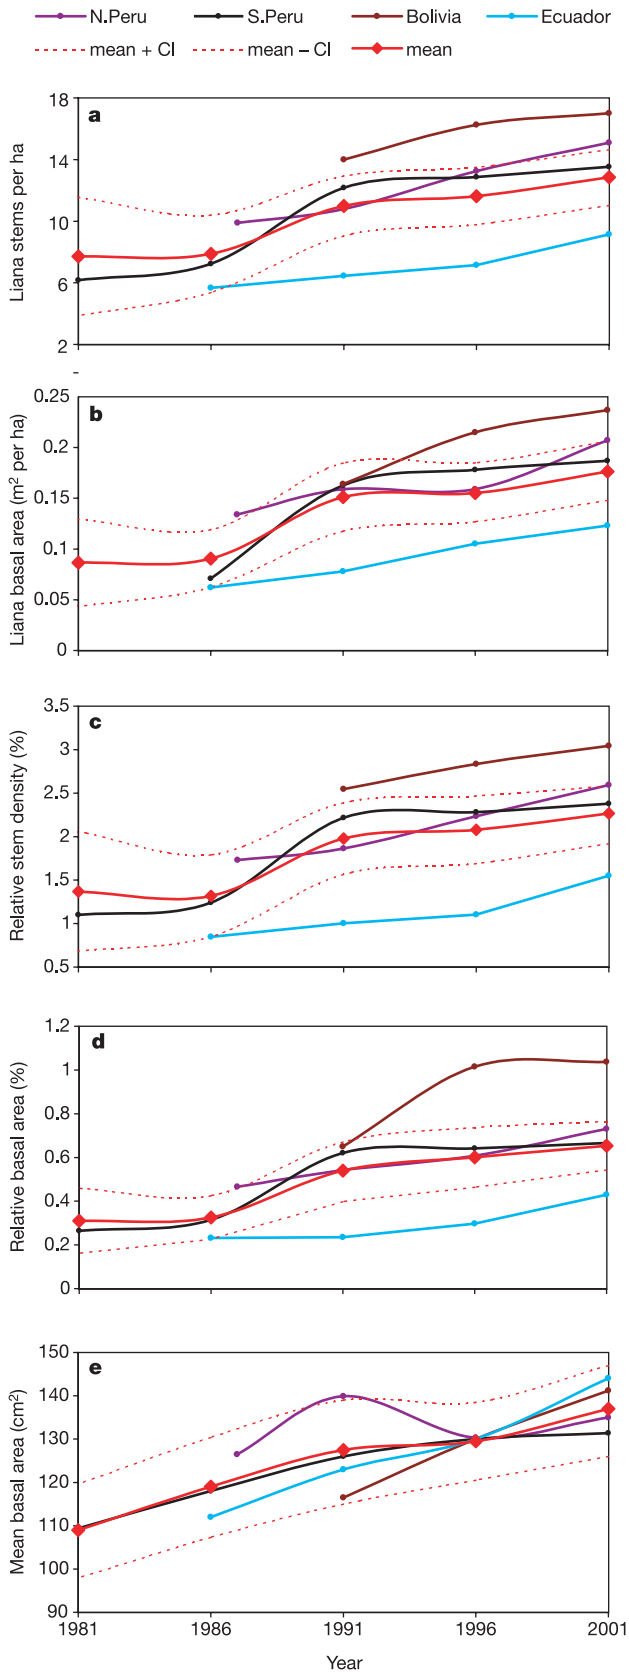 N.Peru S.Peru Bolivia Ecuador
mean + CI mean – CI mean
a
Liana stems per ha
18
14
10
6
2
-
b
Liana basal area (m² per ha)
0.25
0.2
0.15
0.1
0.05
0
c
Relative stem density (%)
3.5
3
2.5
2
1.5
1
0.5
d
Relative basal area (%)
1.2
1
0.8
0.6
0.4
0.2
0
e
Mean basal area (cm²)
150
140
130
120
110
100
90
1981 1986 1991 1996 2001
Year